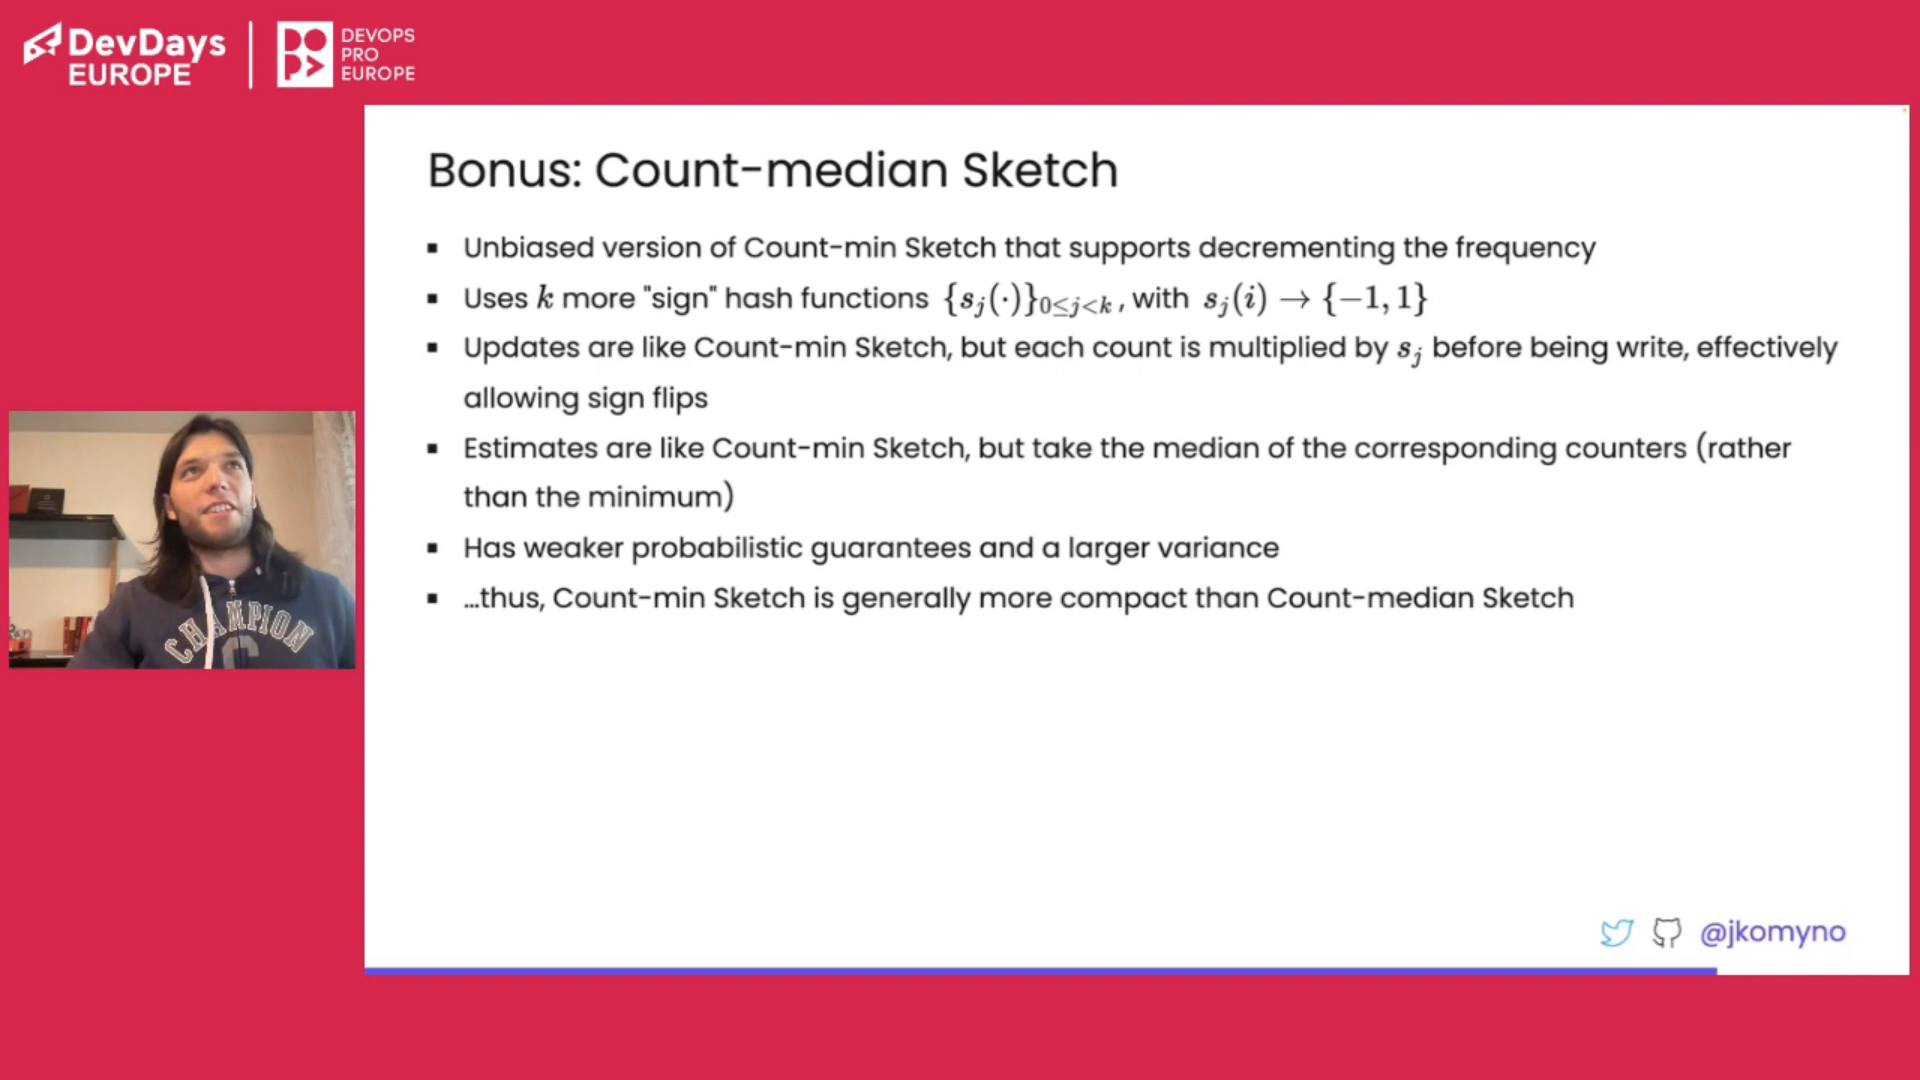 DevDays
EUROPE
DEVOPS
PRO
EUROPE
Bonus: Count-median Sketch
▪ Unbiased version of Count-min Sketch that supports decrementing the frequency
▪ Uses k more "sign" hash functions {s_j(·)}_{0≤j<k}, with s_j(i) → {−1, 1}
▪ Updates are like Count-min Sketch, but each count is multiplied by s_j before being write, effectively
allowing sign flips
▪ Estimates are like Count-min Sketch, but take the median of the corresponding counters (rather
than the minimum)
▪ Has weaker probabilistic guarantees and a larger variance
▪ ...thus, Count-min Sketch is generally more compact than Count-median Sketch
CHAMPION
C
@jkomyno